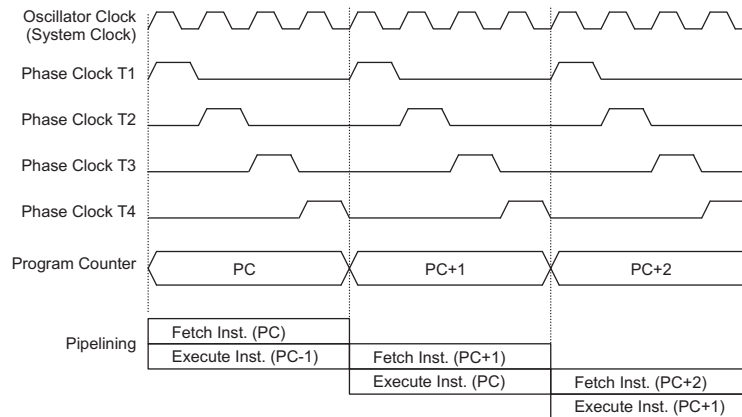 Oscillator Clock
(System Clock)
Phase Clock T1
Phase Clock T2
Phase Clock T3
Phase Clock T4
Program Counter
PC
PC+1
PC+2
Pipelining
Fetch Inst. (PC)
Execute Inst. (PC-1)
Fetch Inst. (PC+1)
Execute Inst. (PC)
Fetch Inst. (PC+2)
Execute Inst. (PC+1)